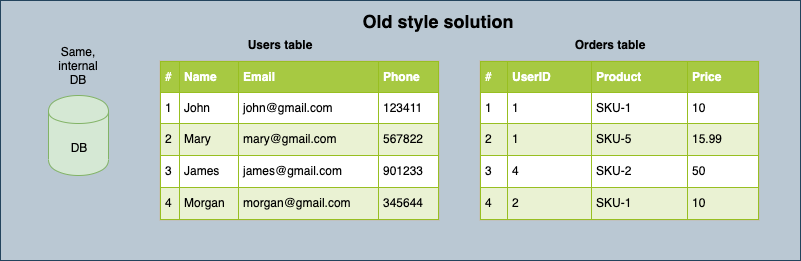 Old style solution
Same,
internal
DB
DB
Users table
# Name Email Phone
1 John john@gmail.com 123411
2 Mary mary@gmail.com 567822
3 James james@gmail.com 901233
4 Morgan morgan@gmail.com 345644
Orders table
# UserID Product Price
1 1 SKU-1 10
2 1 SKU-5 15.99
3 4 SKU-2 50
4 2 SKU-1 10